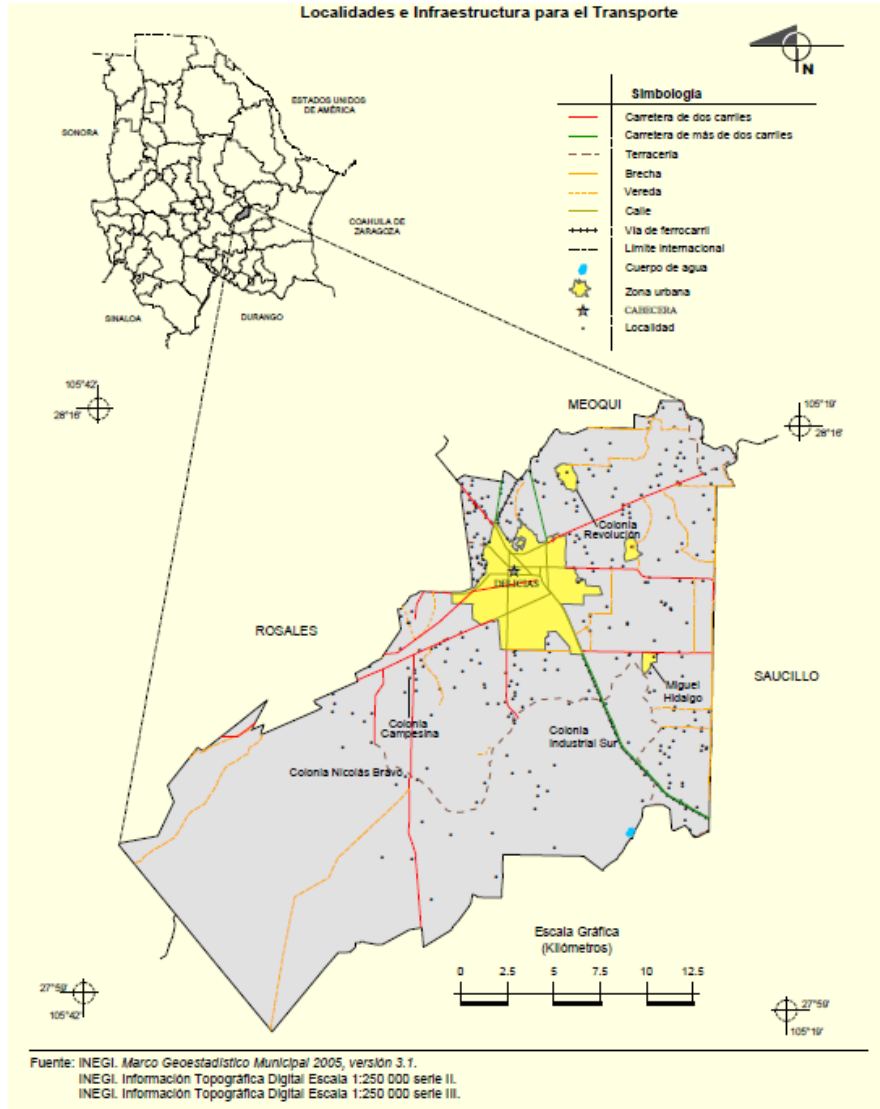 Localidades e Infraestructura para el Transporte
N
ESTADOS UNIDOS
DE AMÉRICA
SONORA
COAHUILA DE
ZARAGOZA
SINALOA
DURANGO
Simbología
Carretera de dos carriles
Carretera de más de dos carriles
Terracería
Brecha
Vereda
Calle
Vía de ferrocarril
Límite internacional
Cuerpo de agua
Zona urbana
CABECERA
Localidad
105°42'
28°16'
MEOQUI
105°19'
28°16'
Colonia
Revolución
DELICIAS
ROSALES
SAUCILLO
Miguel
Hidalgo
Colonia
Campesina
Colonia
Industrial Sur
Colonia Nicolás Bravo
Escala Gráfica
(Kilómetros)
0 2.5 5 7.5 10 12.5
27°59'
105°42'
27°59'
105°19'
Fuente: INEGI. Marco Geoestadístico Municipal 2005, versión 3.1.
INEGI. Información Topográfica Digital Escala 1:250 000 serie II.
INEGI. Información Topográfica Digital Escala 1:250 000 serie III.